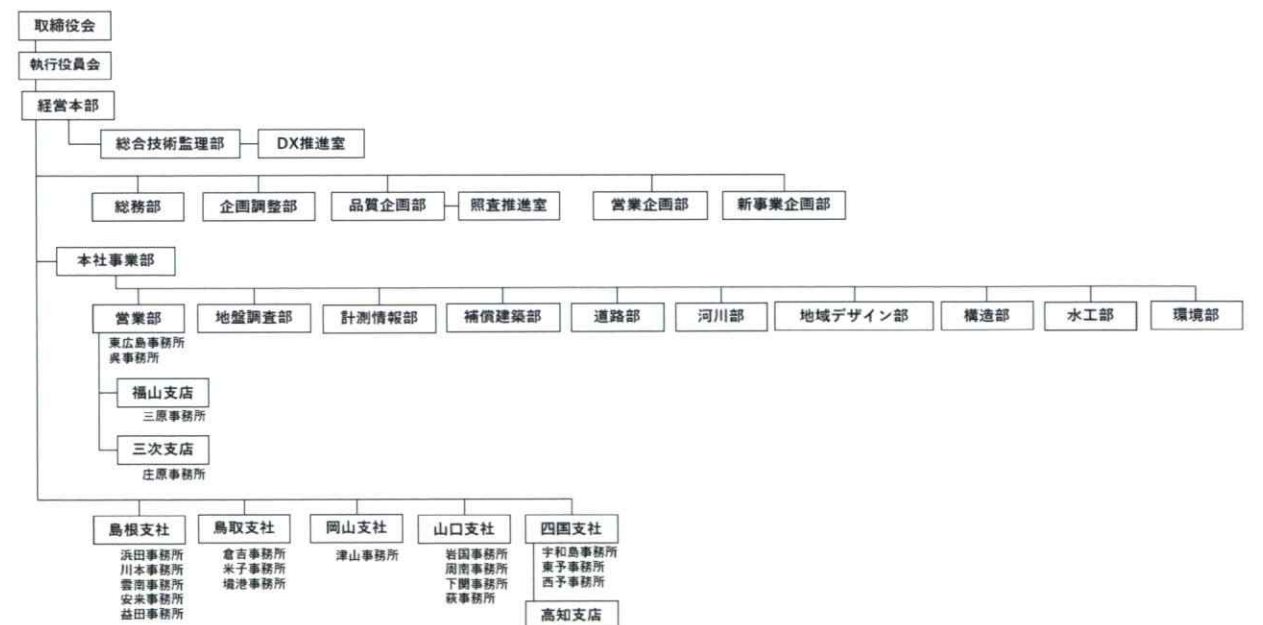 取締役会
執行役員会
経営本部
総合技術監理部
DX推進室
総務部
企画調整部
品質企画部
照査推進室
営業企画部
新事業企画部
本社事業部
営業部
地盤調査部
計測情報部
補償建築部
道路部
河川部
地域デザイン部
構造部
水工部
環境部
東広島事務所
呉事務所
福山支店
三原事務所
三次支店
庄原事務所
島根支社
浜田事務所
川本事務所
雲南事務所
安来事務所
益田事務所
鳥取支社
倉吉事務所
米子事務所
境港事務所
岡山支社
津山事務所
山口支社
岩国事務所
周南事務所
下関事務所
萩事務所
四国支社
宇和島事務所
東予事務所
西予事務所
高知支店